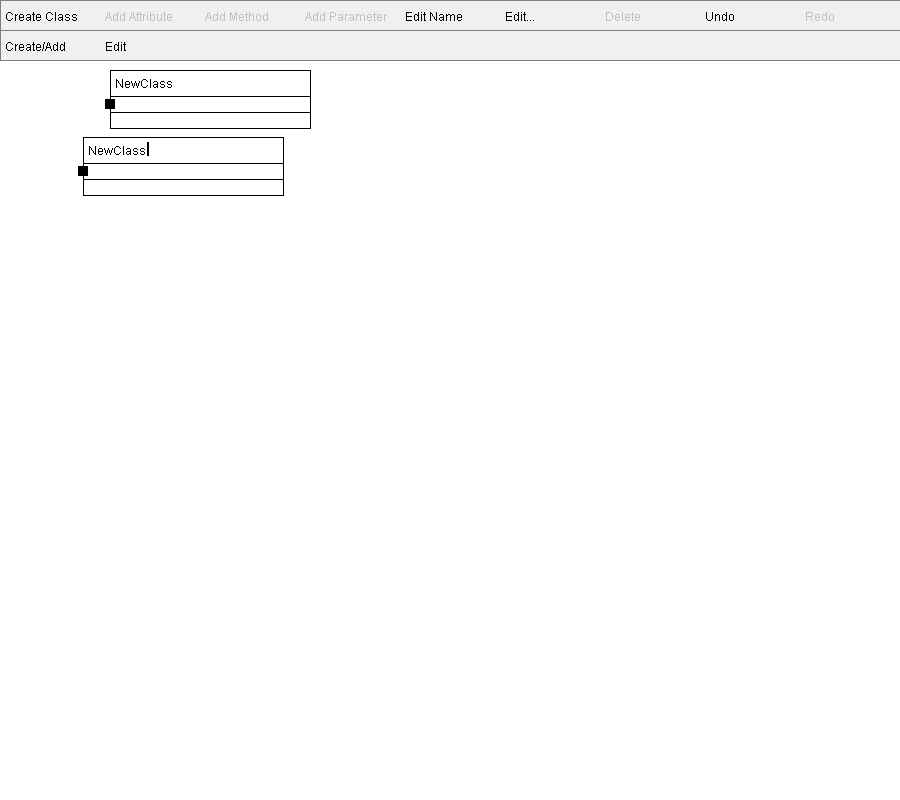 Create Class Add Attribute Add Method Add Parameter Edit Name Edit... Delete Undo Redo
Create/Add Edit
NewClass
NewClass